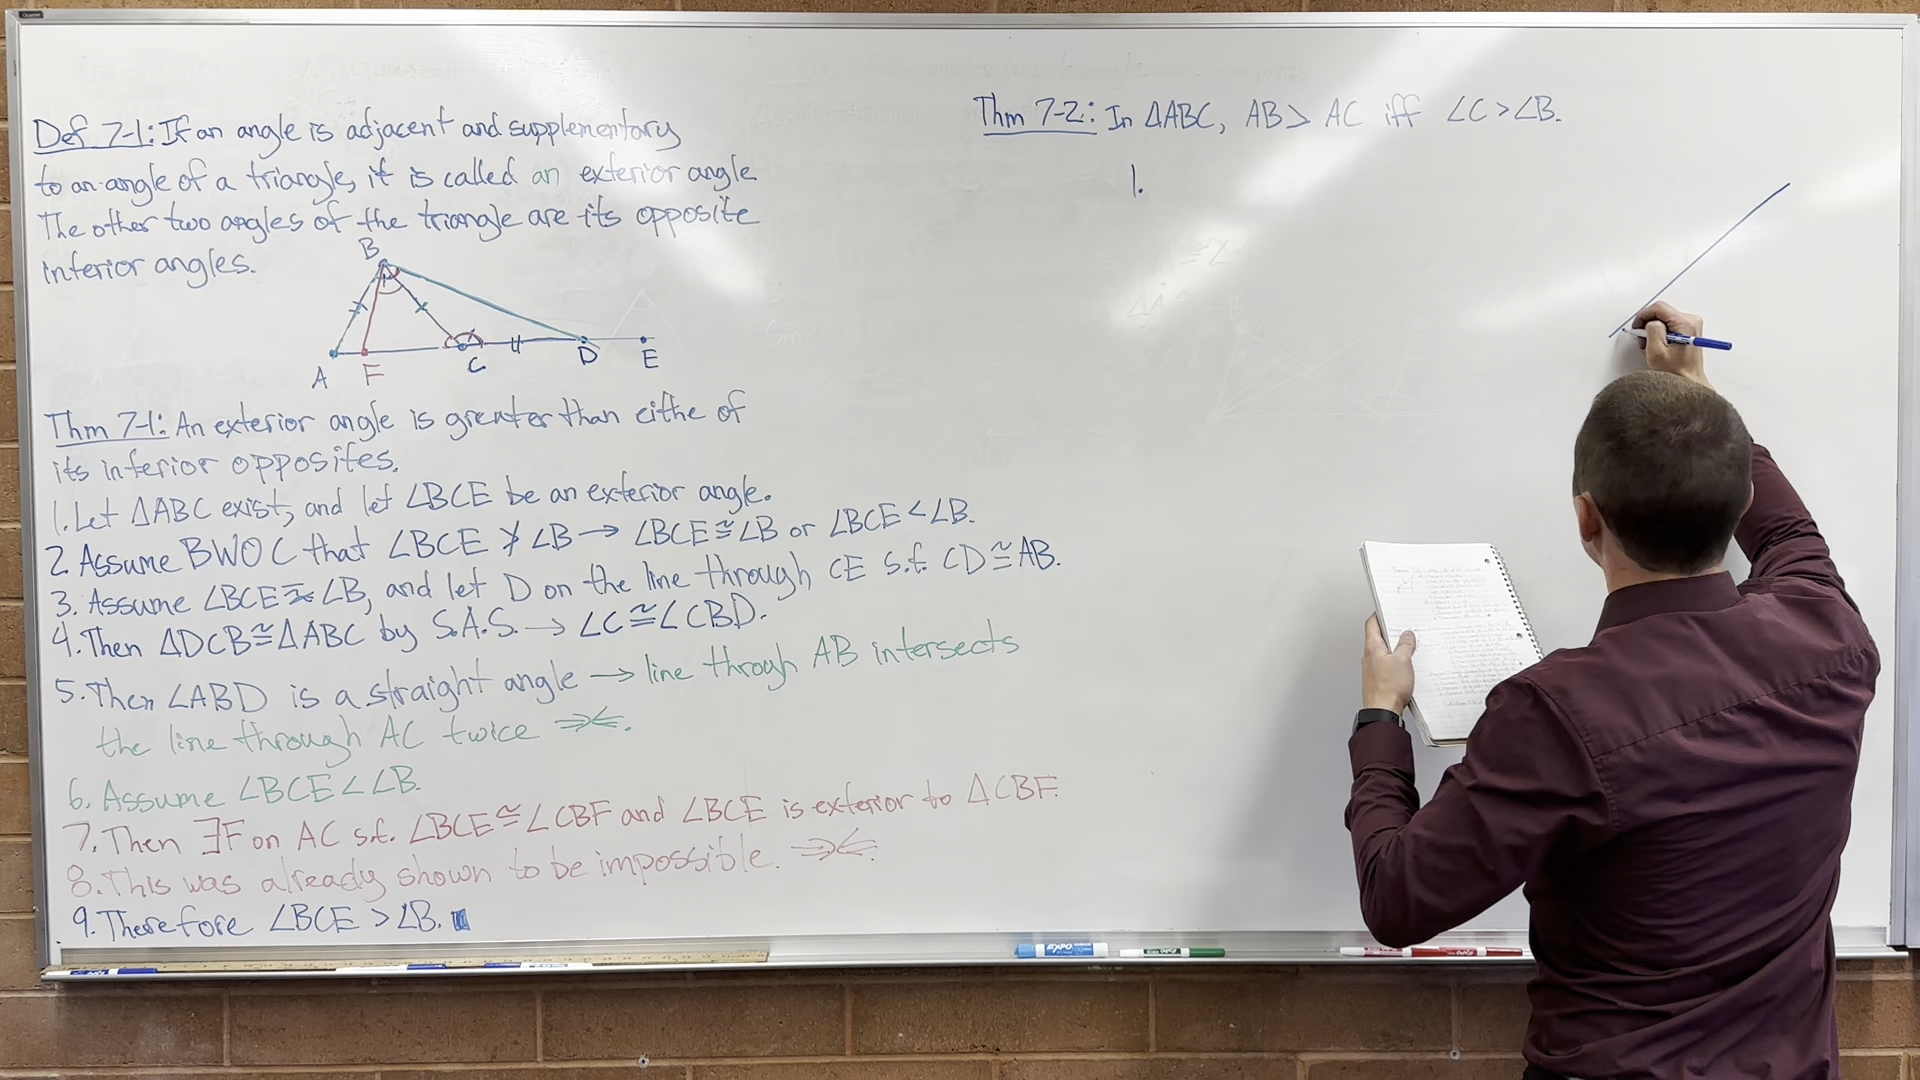 Def 7-1: If an angle is adjacent and supplementary
to an angle of a triangle, it is called an exterior angle.
The other two angles of the triangle are its opposite
inferior angles.
B
A F C D E
Thm 7-1: An exterior angle is greater than eithe of
its inferior opposites.
1. Let ΔABC exist, and let ∠BCE be an exterior angle.
2. Assume BWOC that ∠BCE ≯ ∠B → ∠BCE ≅ ∠B or ∠BCE < ∠B.
3. Assume ∠BCE ≅ ∠B, and let D on the line through CE s.t. CD ≅ AB.
4. Then ΔDCB ≅ ΔABC by S.A.S. → ∠C ≅ ∠CBD.
5. Then ∠ABD is a straight angle → line throogh AB intersects
the line through AC twice ⇒⇐.
6. Assume ∠BCE < ∠B.
7. Then ∃F on AC s.t. ∠BCE ≅ ∠CBF and ∠BCE is exterior to ΔCBF.
8. This was already shown to be impossible. ⇒⇐.
9. Therefore ∠BCE > ∠B.
Thm 7-2: In ΔABC, AB > AC iff ∠C > ∠B.
1.
EXPO